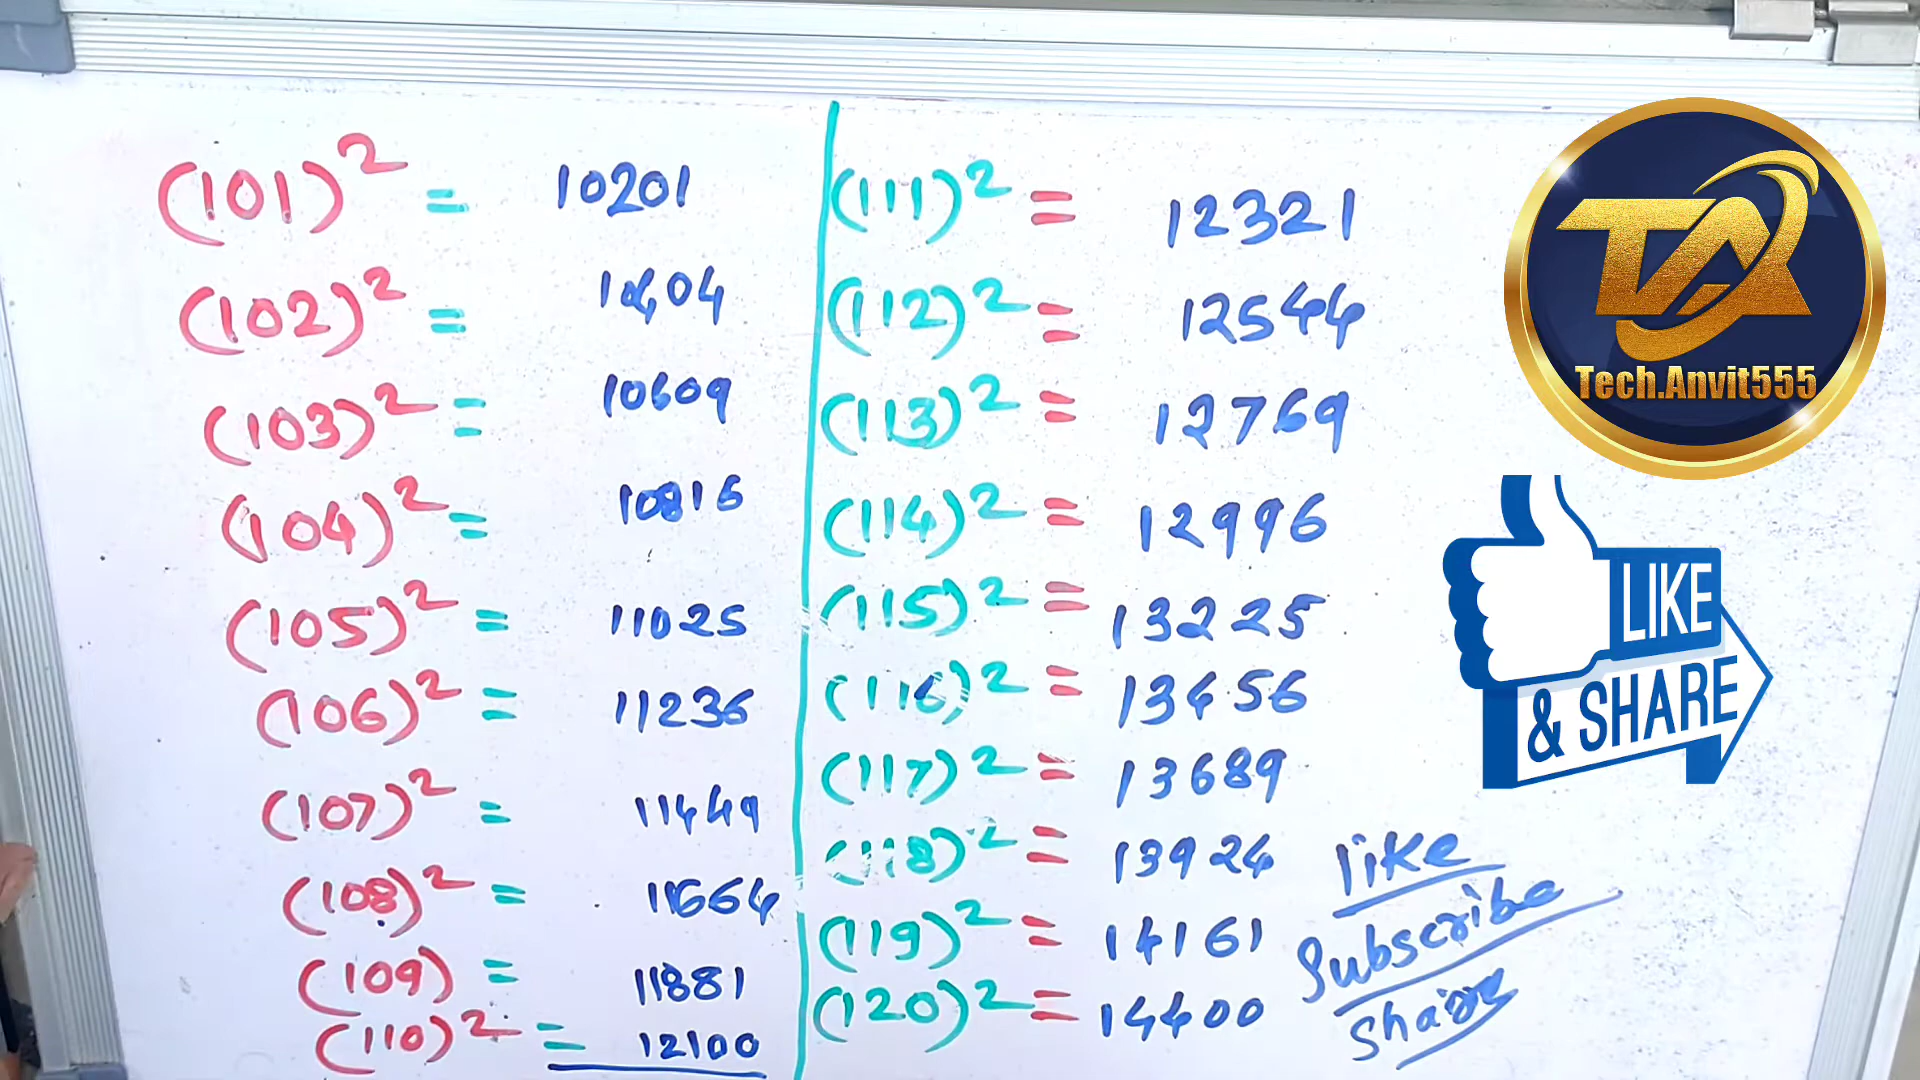 (101)² = 10201
(102)² = 10404
(103)² = 10609
(104)² = 10816
(105)² = 11025
(106)² = 11236
(107)² = 11449
(108)² = 11664
(109) = 11881
(110)² = 12100
(111)² = 12321
(112)² = 12544
(113)² = 12769
(114)² = 12996
(115)² = 13225
(116)² = 13456
(117)² = 13689
(118)² = 13924
(119)² = 14161
(120)² = 14400
TA
Tech.Anvit555
LIKE
& SHARE
like
Subscribe
Share